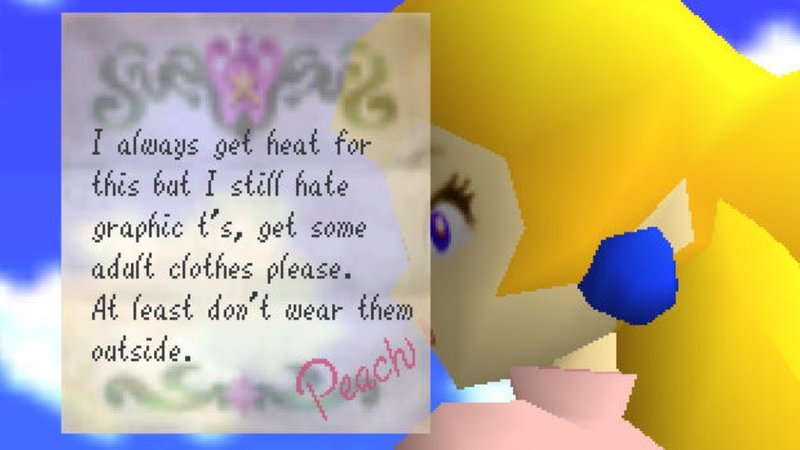 I always get heat for
this but I still hate
graphic t's, get some
adult clothes please.
At least don't wear them
outside.
Peach